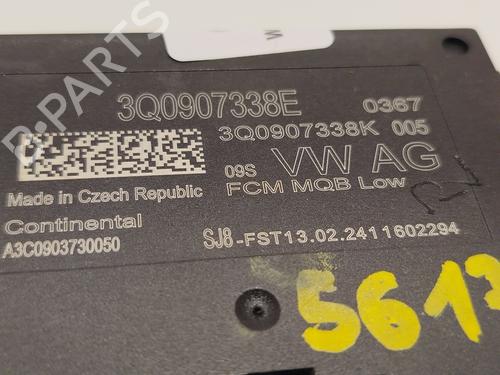 B-PARTS
3Q0907338E 0367
3Q0907338K 005
09S VW AG
FCM MQB Low
Made in Czech Republic
Continental
A3C0903730050
SJ8-FST13.02.2411602294
5613